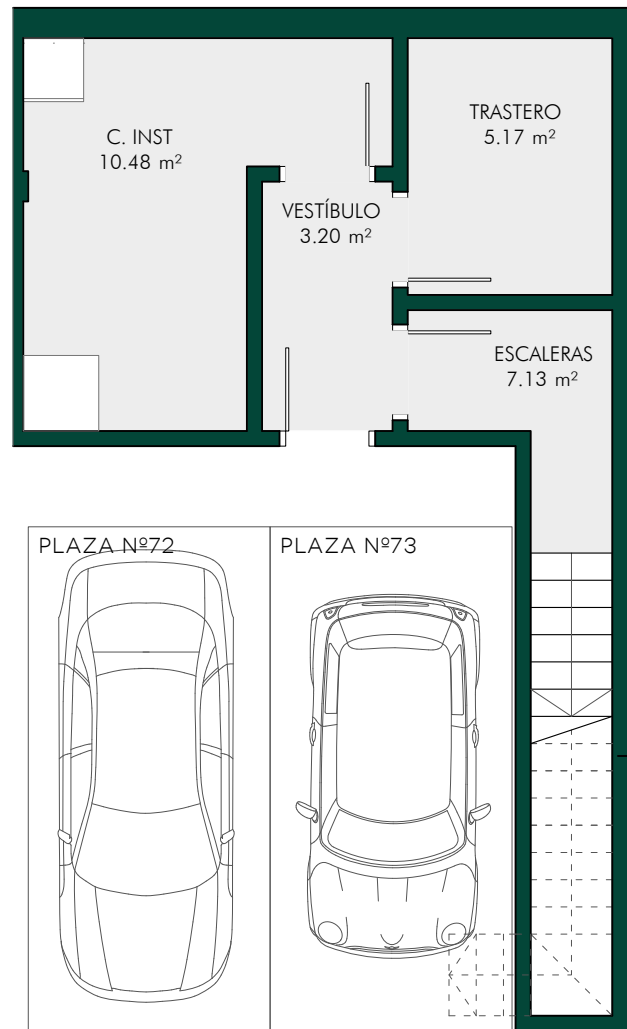 TRASTERO
5.17 m²
C. INST
10.48 m²
VESTÍBULO
3.20 m²
ESCALERAS
7.13 m²
PLAZA Nº72
PLAZA Nº73